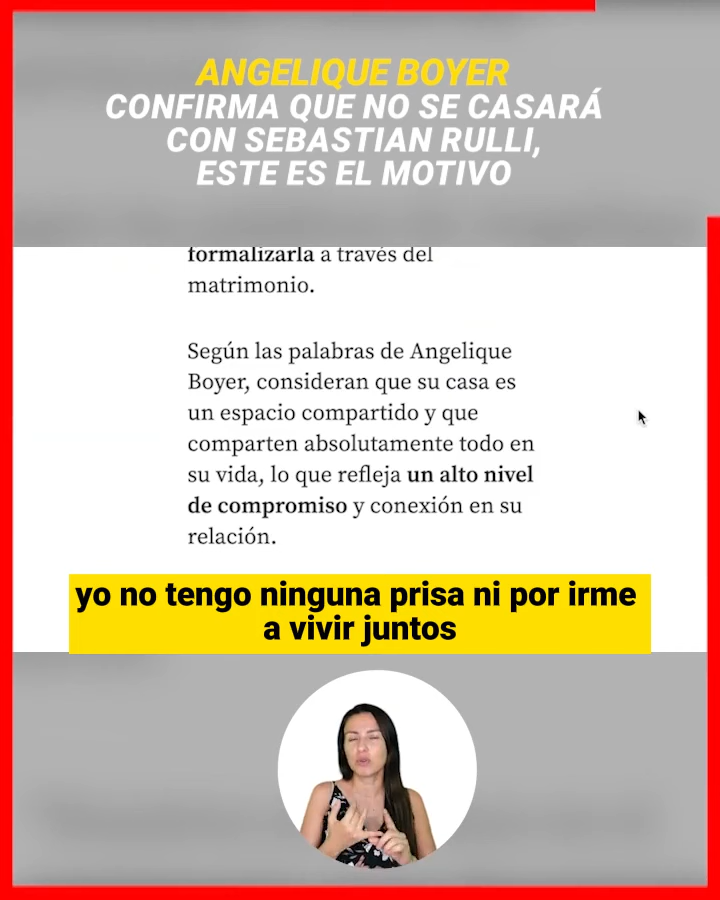 ANGELIQUE BOYER
CONFIRMA QUE NO SE CASARÁ
CON SEBASTIAN RULLI,
ESTE ES EL MOTIVO
formalizarla a través del
matrimonio.
Según las palabras de Angelique
Boyer, consideran que su casa es
un espacio compartido y que
comparten absolutamente todo en
su vida, lo que refleja un alto nivel
de compromiso y conexión en su
relación.
yo no tengo ninguna prisa ni por irme
a vivir juntos